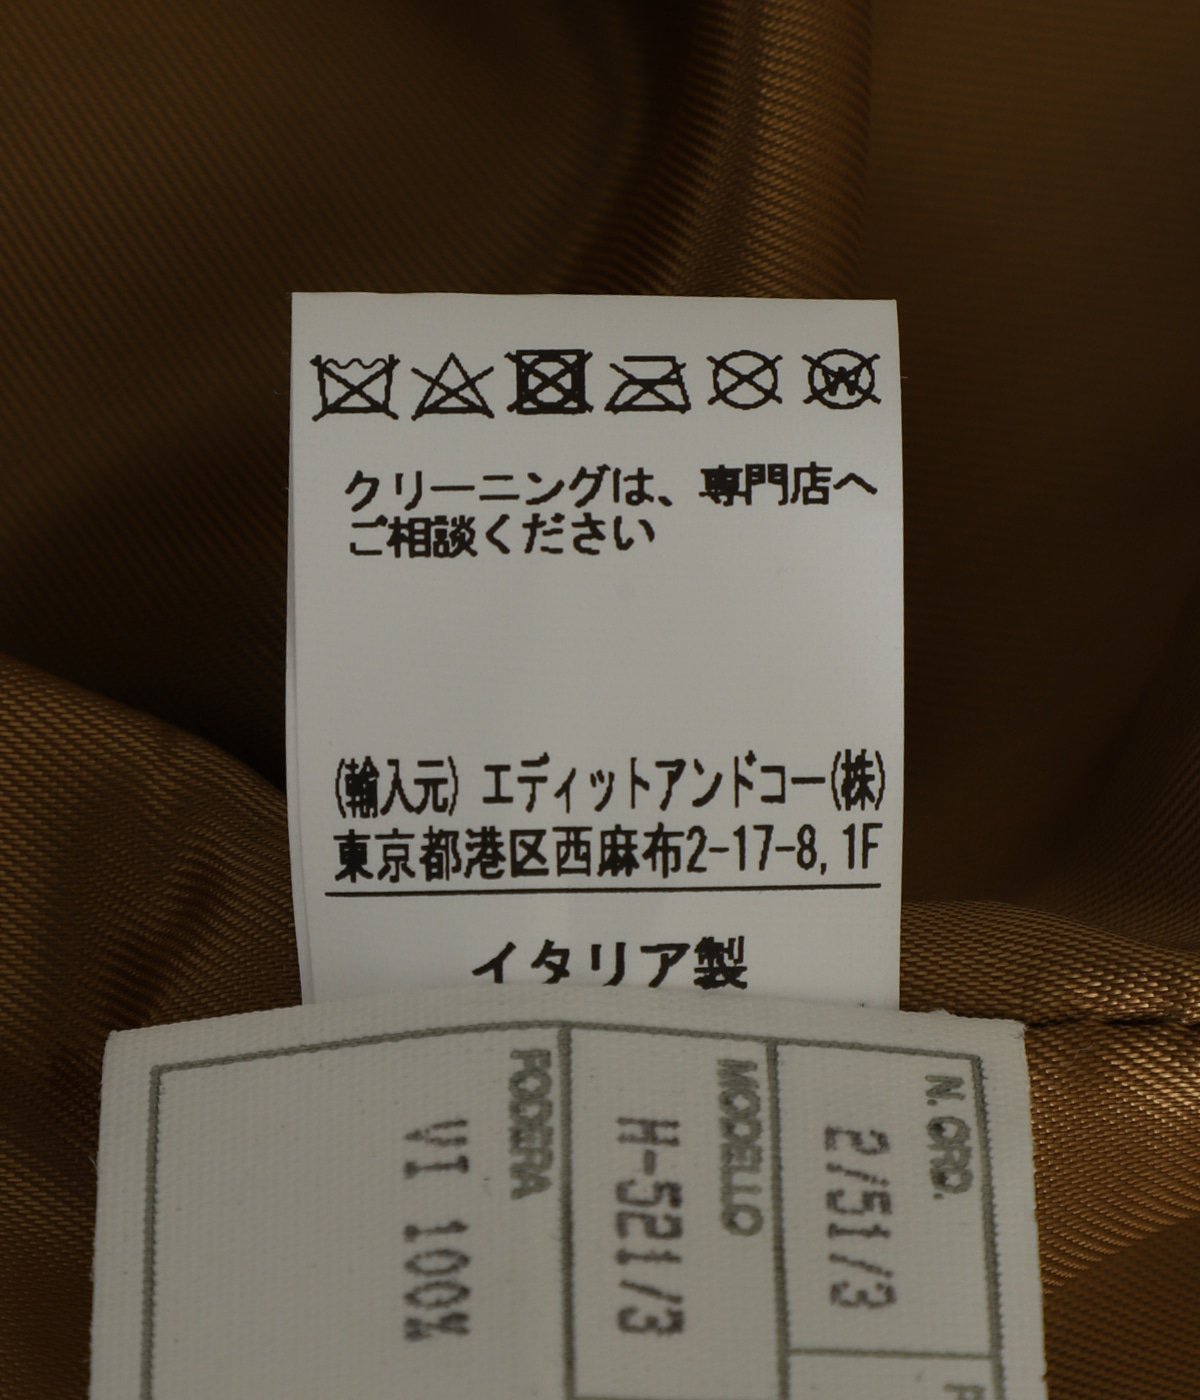 クリーニングは、専門店へ
ご相談ください
(輸入元) エディットアンドコー(株)
東京都港区西麻布2-17-8, 1F
イタリア製
N. ORD.
2/51/3
MODELLO
H-521/3
FODERA
VI 100%